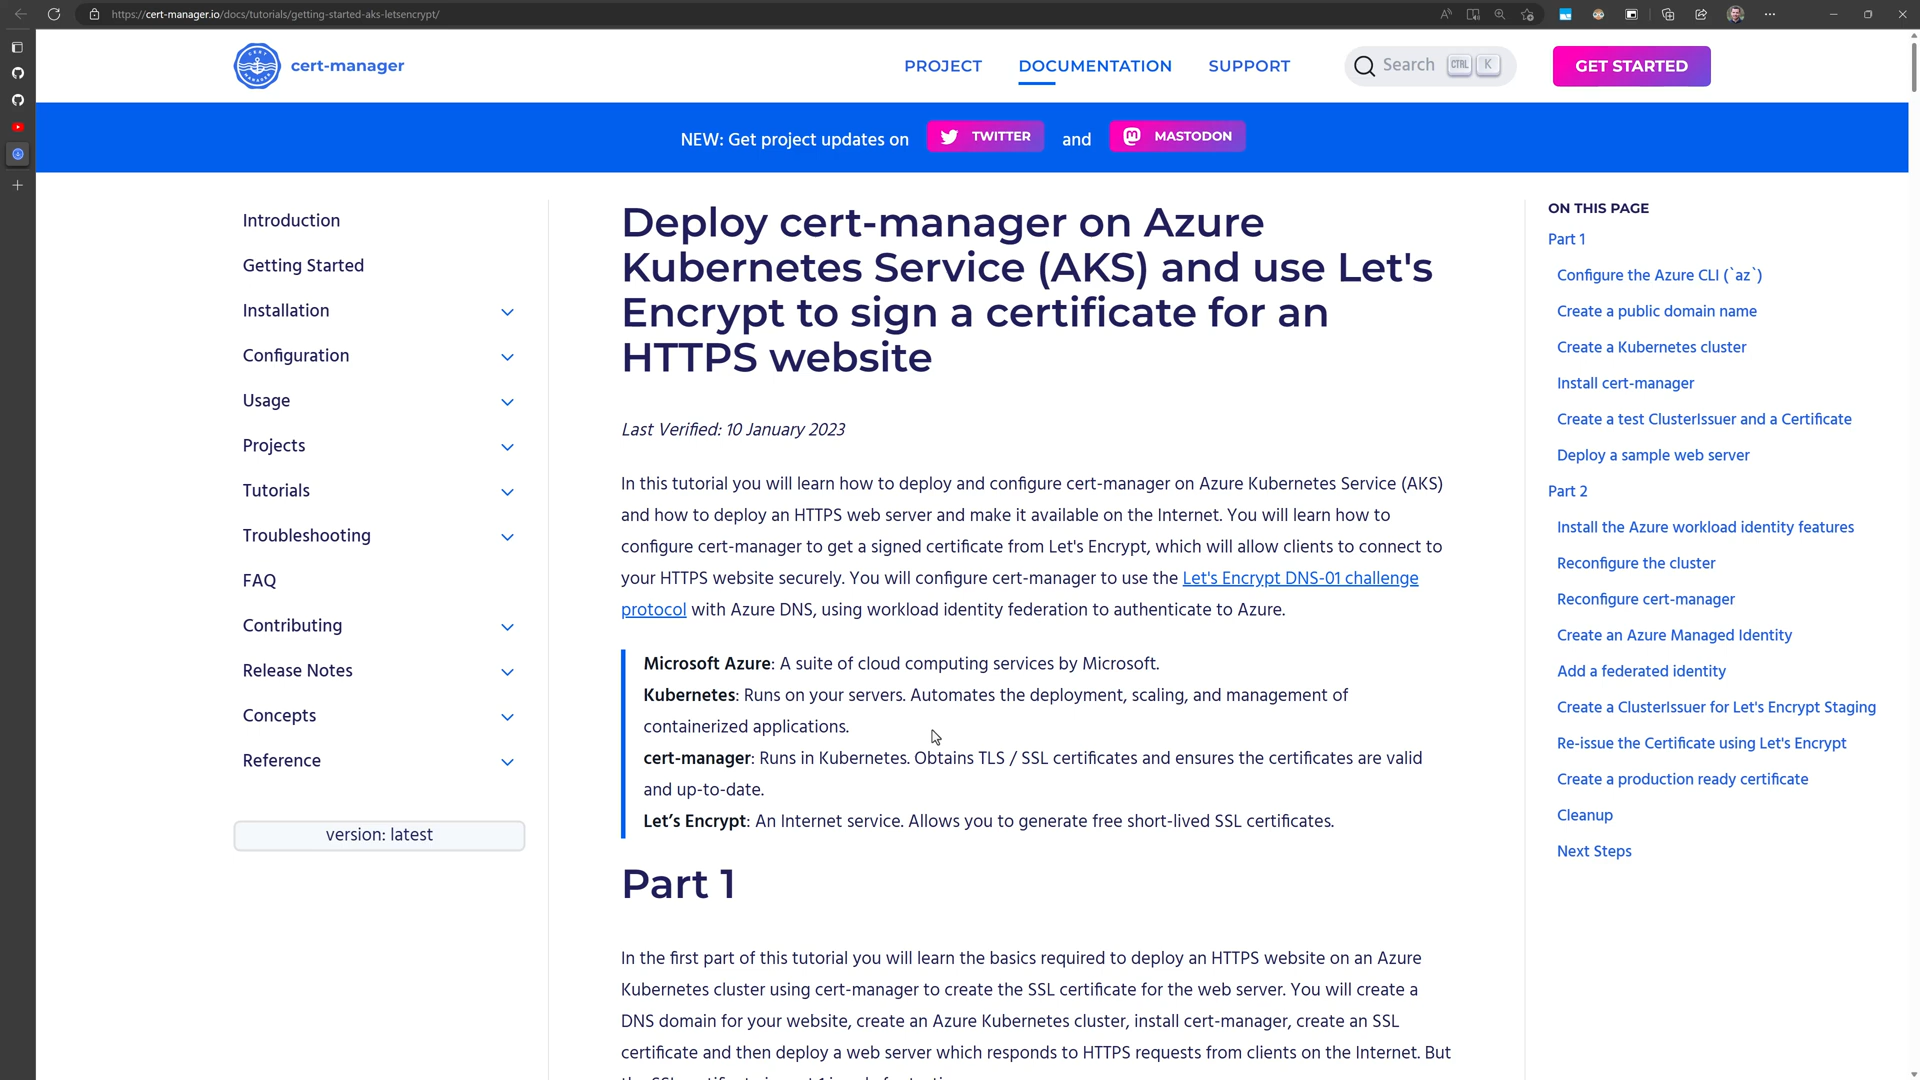 https://cert-manager.io/docs/tutorials/getting-started-aks-letsencrypt/
cert-manager
PROJECT
DOCUMENTATION
SUPPORT
Search
CTRL
K
GET STARTED
NEW: Get project updates on
TWITTER
and
MASTODON
Introduction
Getting Started
Installation
Configuration
Usage
Projects
Tutorials
Troubleshooting
FAQ
Contributing
Release Notes
Concepts
Reference
version: latest
Deploy cert-manager on Azure
Kubernetes Service (AKS) and use Let's
Encrypt to sign a certificate for an
HTTPS website
Last Verified: 10 January 2023
In this tutorial you will learn how to deploy and configure cert-manager on Azure Kubernetes Service (AKS)
and how to deploy an HTTPS web server and make it available on the Internet. You will learn how to
configure cert-manager to get a signed certificate from Let's Encrypt, which will allow clients to connect to
your HTTPS website securely. You will configure cert-manager to use the Let's Encrypt DNS-01 challenge
protocol with Azure DNS, using workload identity federation to authenticate to Azure.
Microsoft Azure: A suite of cloud computing services by Microsoft.
Kubernetes: Runs on your servers. Automates the deployment, scaling, and management of
containerized applications.
cert-manager: Runs in Kubernetes. Obtains TLS / SSL certificates and ensures the certificates are valid
and up-to-date.
Let’s Encrypt: An Internet service. Allows you to generate free short-lived SSL certificates.
Part 1
In the first part of this tutorial you will learn the basics required to deploy an HTTPS website on an Azure
Kubernetes cluster using cert-manager to create the SSL certificate for the web server. You will create a
DNS domain for your website, create an Azure Kubernetes cluster, install cert-manager, create an SSL
certificate and then deploy a web server which responds to HTTPS requests from clients on the Internet. But
ON THIS PAGE
Part 1
Configure the Azure CLI (`az`)
Create a public domain name
Create a Kubernetes cluster
Install cert-manager
Create a test ClusterIssuer and a Certificate
Deploy a sample web server
Part 2
Install the Azure workload identity features
Reconfigure the cluster
Reconfigure cert-manager
Create an Azure Managed Identity
Add a federated identity
Create a ClusterIssuer for Let's Encrypt Staging
Re-issue the Certificate using Let's Encrypt
Create a production ready certificate
Cleanup
Next Steps